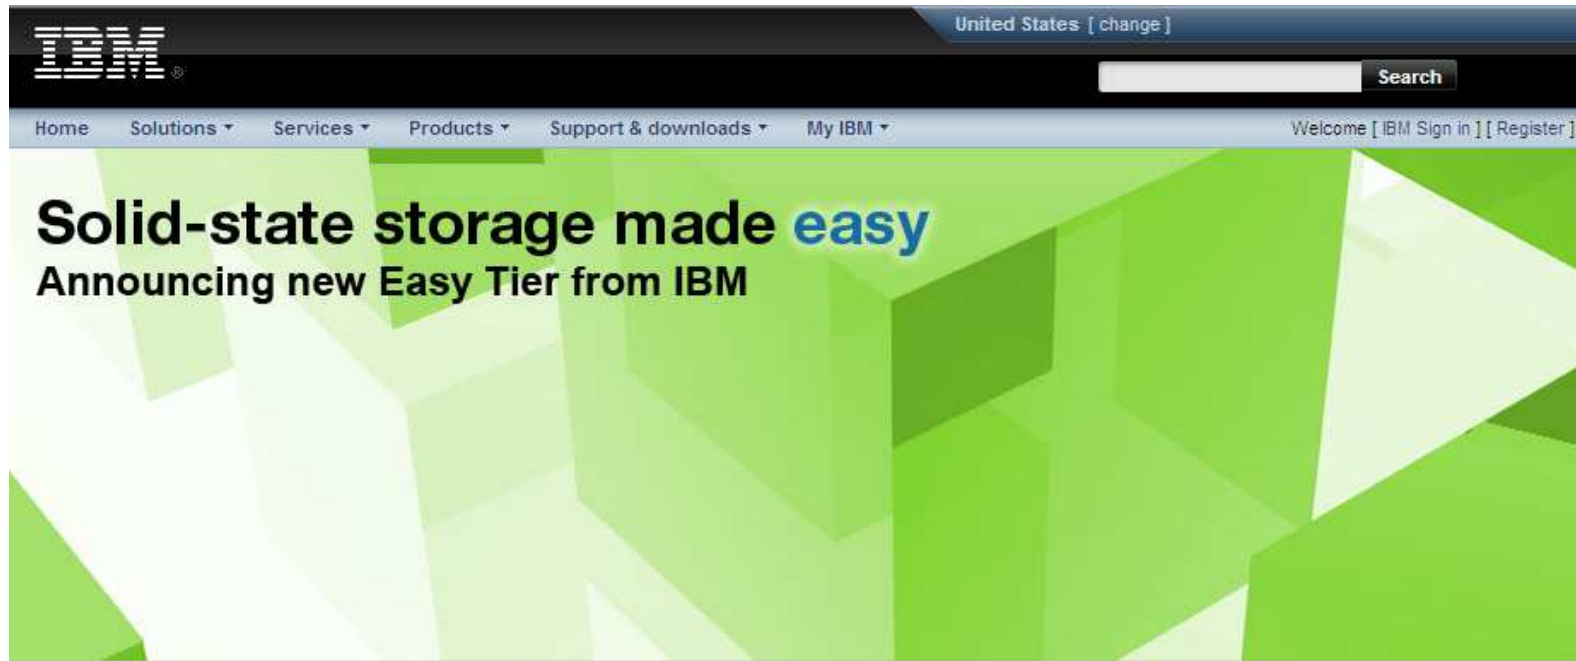 United States [ change ]
IBM®
Search
Home Solutions Services Products Support & downloads My IBM Welcome [ IBM Sign in ] [ Register ]
Solid-state storage made easy
Announcing new Easy Tier from IBM